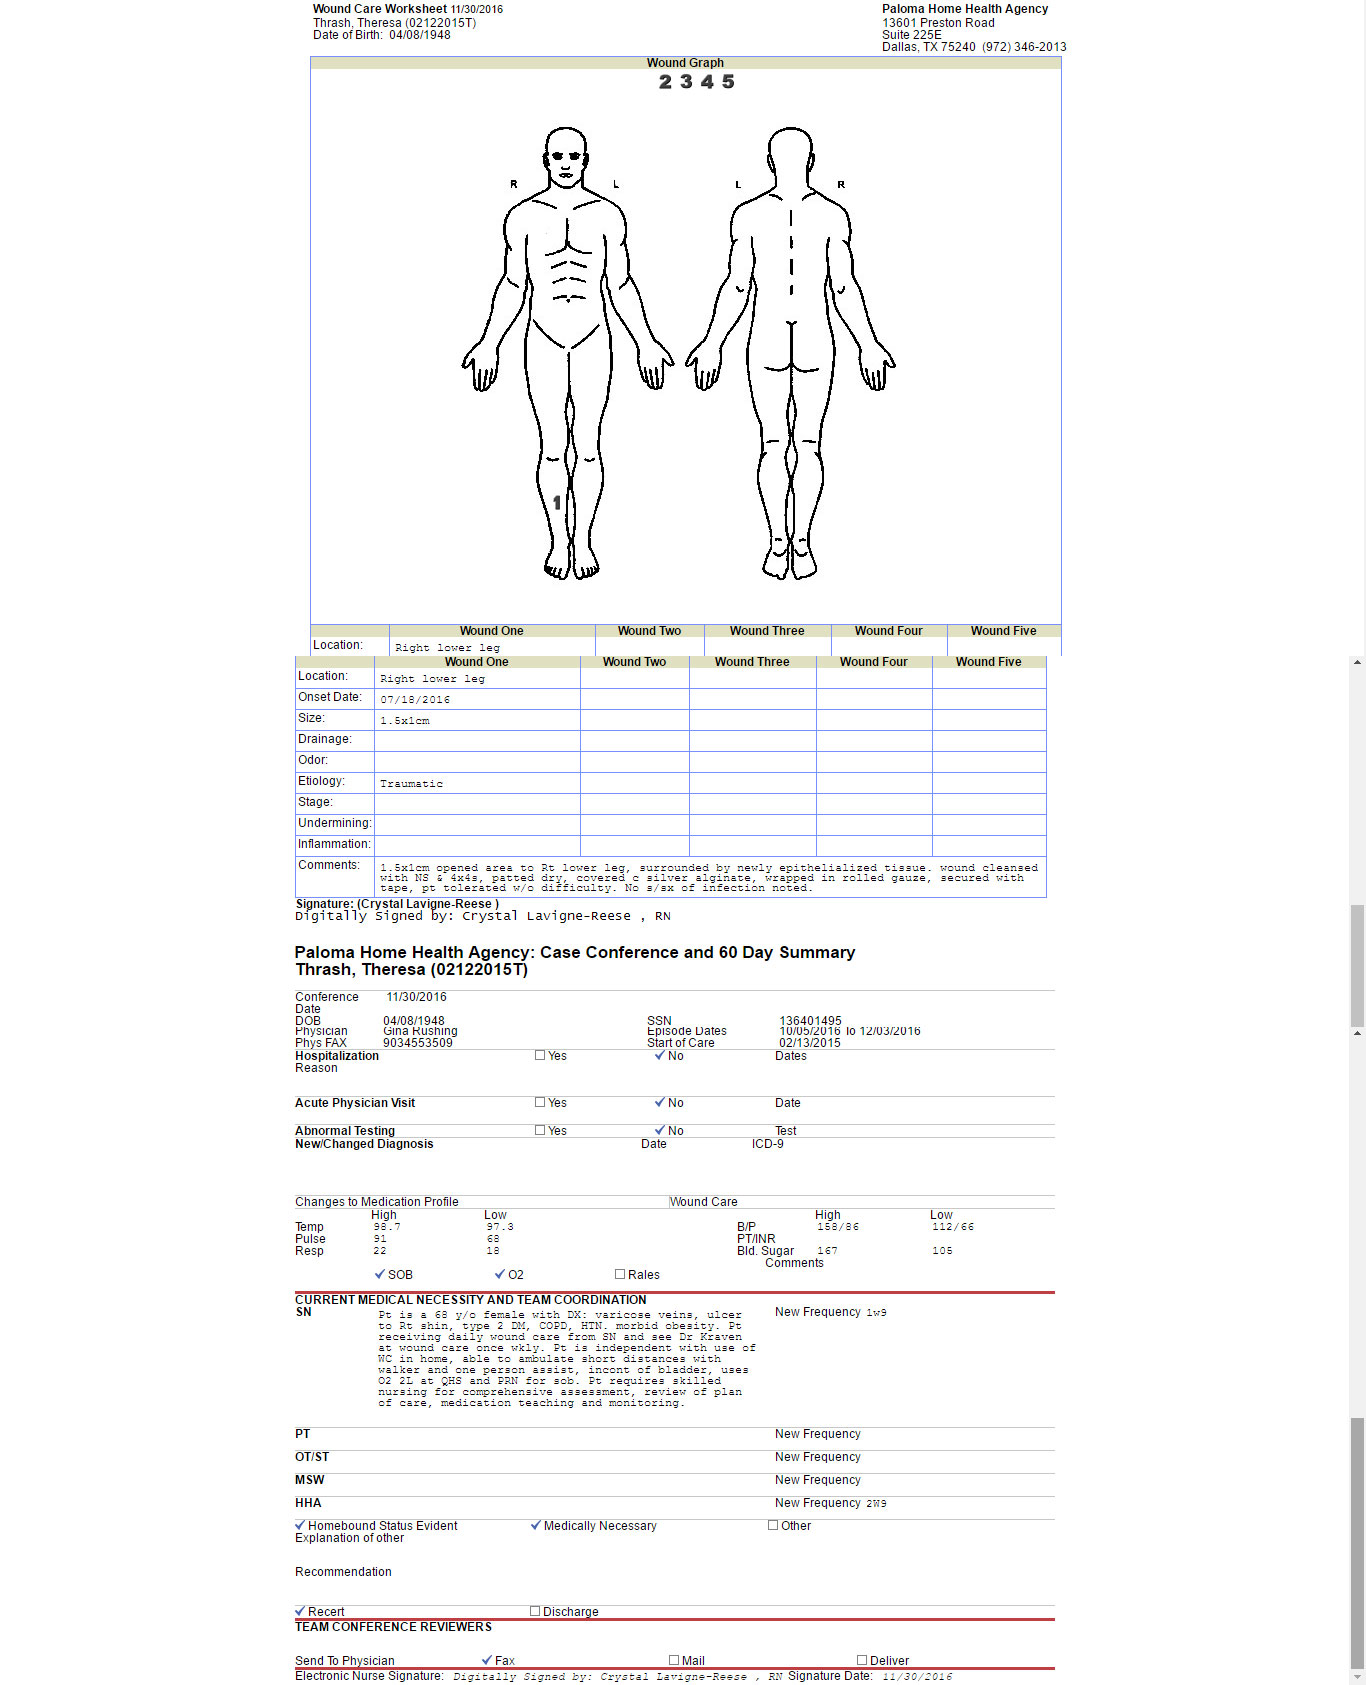 Wound Care Worksheet 11/30/2016
Thrash, Theresa (02122015T)
Date of Birth: 04/08/1948
Paloma Home Health Agency
13601 Preston Road
Suite 225E
Dallas, TX 75240 (972) 346-2013
Wound Graph
2 3 4 5
R L L R
1
Wound One Wound Two Wound Three Wound Four Wound Five
Location: Right lower leg
Wound One Wound Two Wound Three Wound Four Wound Five
Location: Right lower leg
Onset Date: 07/18/2016
Size: 1.5x1cm
Drainage:
Odor:
Etiology: Traumatic
Stage:
Undermining:
Inflammation:
Comments: 1.5x1cm opened area to Rt lower leg, surrounded by newly epithelialized tissue. wound cleansed
with NS & 4x4s, patted dry, covered c silver alginate, wrapped in rolled gauze, secured with
tape, pt tolerated w/o difficulty. No s/sx of infection noted.
Signature: (Crystal Lavigne-Reese )
Digitally Signed by: Crystal Lavigne-Reese , RN
Paloma Home Health Agency: Case Conference and 60 Day Summary
Thrash, Theresa (02122015T)
Conference 11/30/2016
Date
DOB 04/08/1948 SSN 136401495
Physician Gina Rushing Episode Dates 10/05/2016 To 12/03/2016
Phys FAX 9034553509 Start of Care 02/13/2015
Hospitalization Yes No Dates
Reason
Acute Physician Visit Yes No Date
Abnormal Testing Yes No Test
New/Changed Diagnosis Date ICD-9
Changes to Medication Profile Wound Care
High Low High Low
Temp 98.7 97.3 B/P 158/86 112/66
Pulse 91 68 PT/INR
Resp 22 18 Bld. Sugar 167 105
Comments
SOB O2 Rales
CURRENT MEDICAL NECESSITY AND TEAM COORDINATION
SN Pt is a 68 y/o female with DX: varicose veins, ulcer New Frequency 1w9
to Rt shin, type 2 DM, COPD, HTN. morbid obesity. Pt
receiving daily wound care from SN and see Dr Kraven
at wound care once wkly. Pt is independent with use of
WC in home, able to ambulate short distances with
walker and one person assist, incont of bladder, uses
O2 2L at QHS and PRN for sob. Pt requires skilled
nursing for comprehensive assessment, review of plan
of care, medication teaching and monitoring.
PT New Frequency
OT/ST New Frequency
MSW New Frequency
HHA New Frequency 2W9
Homebound Status Evident Medically Necessary Other
Explanation of other
Recommendation
Recert Discharge
TEAM CONFERENCE REVIEWERS
Send To Physician Fax Mail Deliver
Electronic Nurse Signature: Digitally Signed by: Crystal Lavigne-Reese , RN Signature Date: 11/30/2016